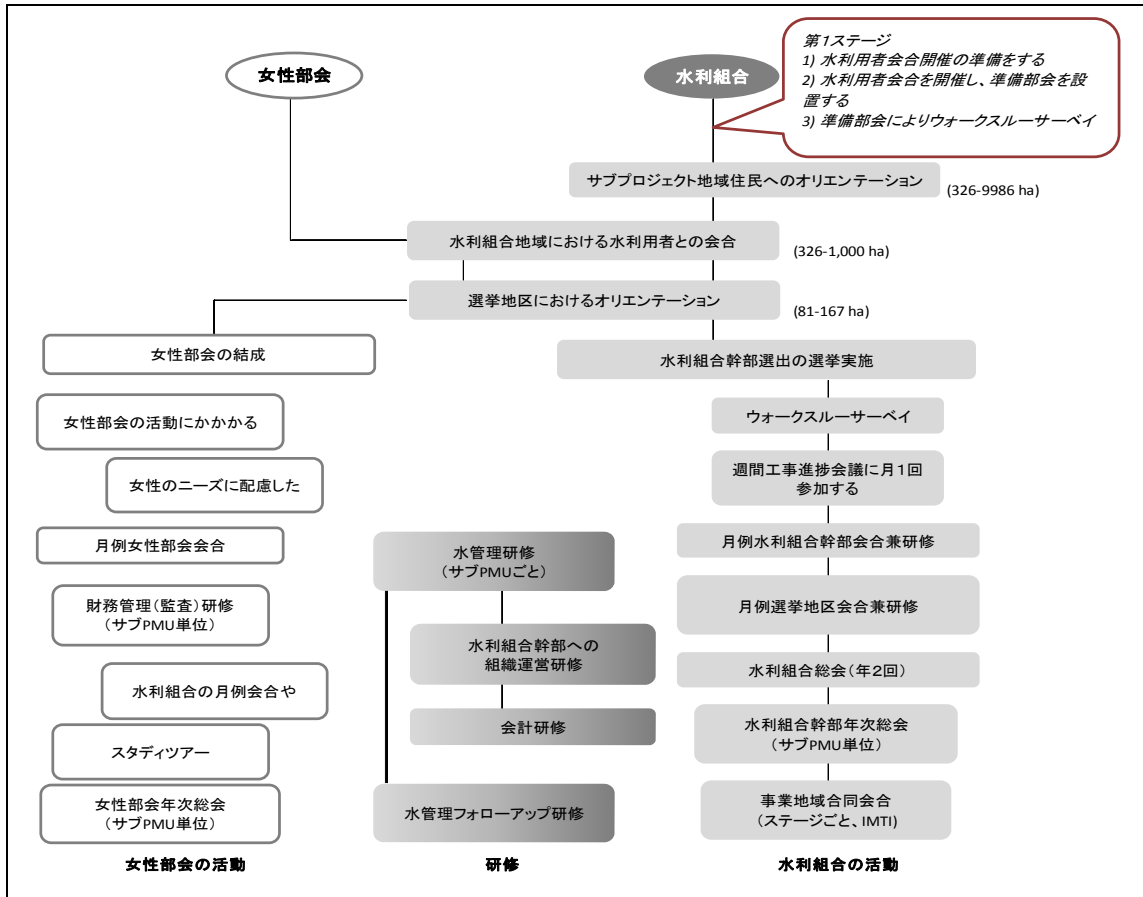 女性部会
水利組合
第1ステージ
1) 水利用者会合開催の準備をする
2) 水利用者会合を開催し、準備部会を設
置する
3) 準備部会によりウォークスルーサーベイ
サブプロジェクト地域住民へのオリエンテーション
(326-9986 ha)
水利組合地域における水利用者との会合
(326-1,000 ha)
選挙地区におけるオリエンテーション
(81-167 ha)
女性部会の結成
水利組合幹部選出の選挙実施
女性部会の活動にかかかる
ウォークスルーサーベイ
女性のニーズに配慮した
週間工事進捗会議に月1回
参加する
月例女性部会会合
水管理研修
(サブPMUごと)
月例水利組合幹部会合兼研修
財務管理(監査)研修
(サブPMU単位)
水利組合幹部への
組織運営研修
月例選挙地区会合兼研修
水利組合の月例会合や
水利組合総会(年2回)
会計研修
水利組合幹部年次総会
(サブPMU単位)
スタディツアー
女性部会年次総会
(サブPMU単位)
水管理フォローアップ研修
事業地域合同会合
(ステージごと、IMTI)
女性部会の活動
研修
水利組合の活動